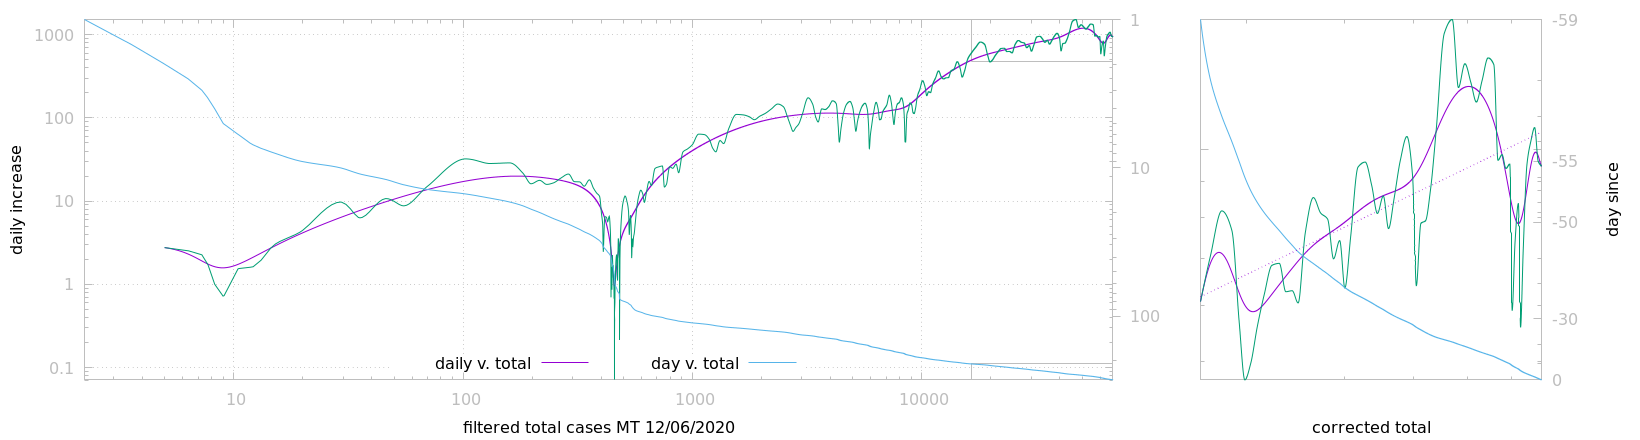 1000
100
10
1
0.1
daily increase
10
100
1000
10000
filtered total cases MT 12/06/2020
daily v. total
day v. total
1
10
100
-59
-55
-50
-30
0
day since
corrected total